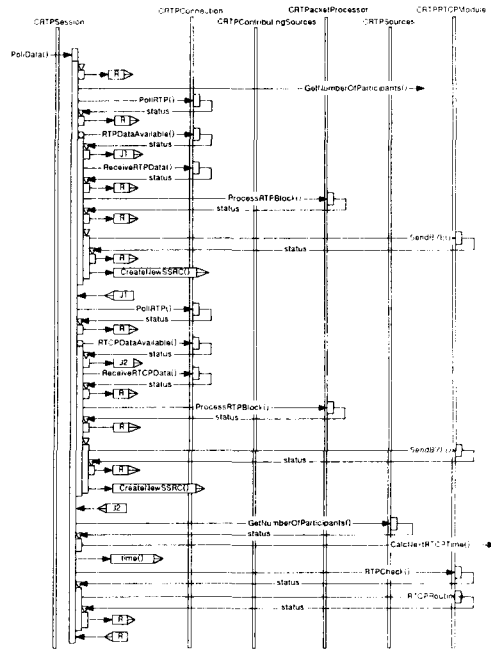 CRTPSession
CRTPConnection
CRTPContributingSources
CRTPPacketProcessor
CRTPSources
CRTPRTCPModule
PollData()
R
GetNumberOfParticipants()
PollRTP()
status
R
RTPDataAvailable()
status
J1
ReceiveRTPData()
status
R
ProcessRTPBlock()
status
R
status
R
CreateNewSSRC()
J1
PollRTP()
status
R
RTCPDataAvailable()
status
J2
ReceiveRTCPData()
status
R
ProcessRTPBlock()
status
R
status
R
CreateNewSSRC()
J2
GetNumberOfParticipants()
status
CalcNextRTCPTime()
time()
RTPCheck()
status
status
R
R